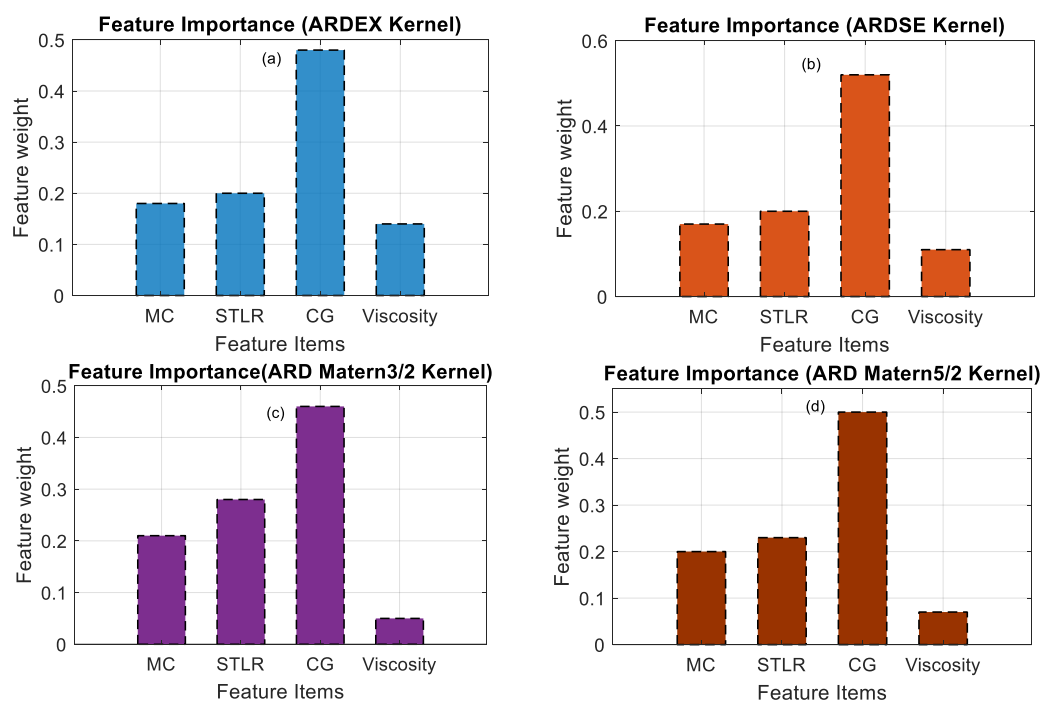 Feature Importance (ARDEX Kernel)
(a)
0.5
0.4
0.3
0.2
0.1
0
Feature weight
MC STLR CG Viscosity
Feature Items
Feature Importance (ARDSE Kernel)
(b)
0.6
0.4
0.2
0
Feature weight
MC STLR CG Viscosity
Feature Items
Feature Importance(ARD Matern3/2 Kernel)
(c)
0.5
0.4
0.3
0.2
0.1
0
Feature weight
MC STLR CG Viscosity
Feature Items
Feature Importance (ARD Matern5/2 Kernel)
(d)
0.5
0.4
0.3
0.2
0.1
0
Feature weight
MC STLR CG Viscosity
Feature Items